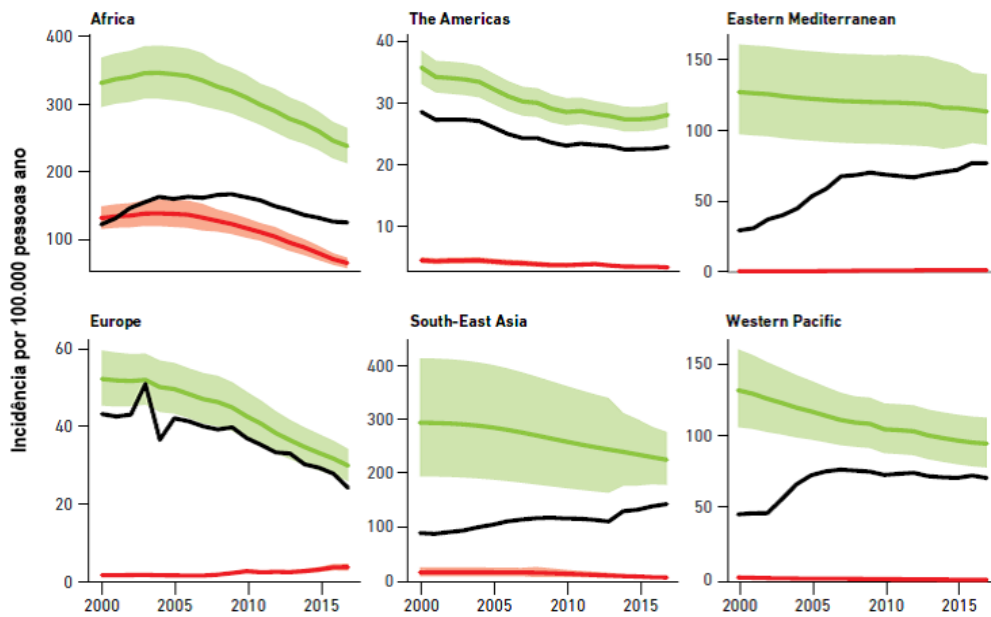 Africa
The Americas
Eastern Mediterranean
400
300
200
100
40
30
20
10
150
100
50
0
Incidência por 100.000 pessoas ano
Europe
South-East Asia
Western Pacific
60
40
20
0
400
300
200
100
0
150
100
50
0
2000 2005 2010 2015
2000 2005 2010 2015
2000 2005 2010 2015